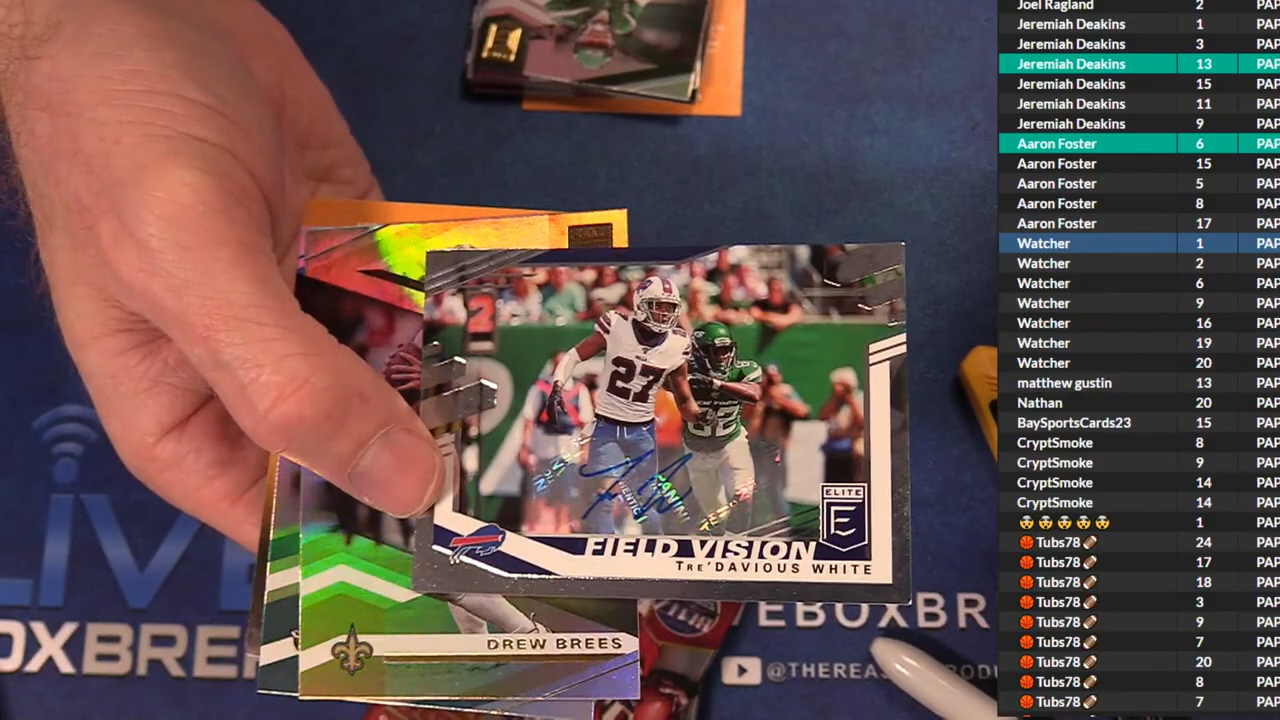 27
82
ELITE
E
FIELD VISION
TRE'DAVIOUS WHITE
DREW BREES
LIV
OXBRE
EBOXBR
@THEREA
ODU
Joel Ragland 2 PAP
Jeremiah Deakins 1 PAP
Jeremiah Deakins 3 PAP
Jeremiah Deakins 13 PAP
Jeremiah Deakins 15 PAP
Jeremiah Deakins 11 PAP
Jeremiah Deakins 9 PAP
Aaron Foster 6 PAP
Aaron Foster 15 PAP
Aaron Foster 5 PAP
Aaron Foster 8 PAP
Aaron Foster 17 PAP
Watcher 1 PAP
Watcher 2 PAP
Watcher 6 PAP
Watcher 9 PAP
Watcher 16 PAP
Watcher 19 PAP
Watcher 20 PAP
matthew gustin 13 PAP
Nathan 20 PAP
BaySportsCards23 15 PAP
CryptSmoke 8 PAP
CryptSmoke 9 PAP
CryptSmoke 14 PAP
CryptSmoke 14 PAP
😨😨😨😨😨 1 PAP
🏀 Tubs78🏈 24 PAP
🏀 Tubs78🏈 17 PAP
🏀 Tubs78🏈 18 PAP
🏀 Tubs78🏈 3 PAP
🏀 Tubs78🏈 9 PAP
🏀 Tubs78🏈 7 PAP
🏀 Tubs78🏈 20 PAP
🏀 Tubs78🏈 8 PAP
🏀 Tubs78🏈 7 PAP